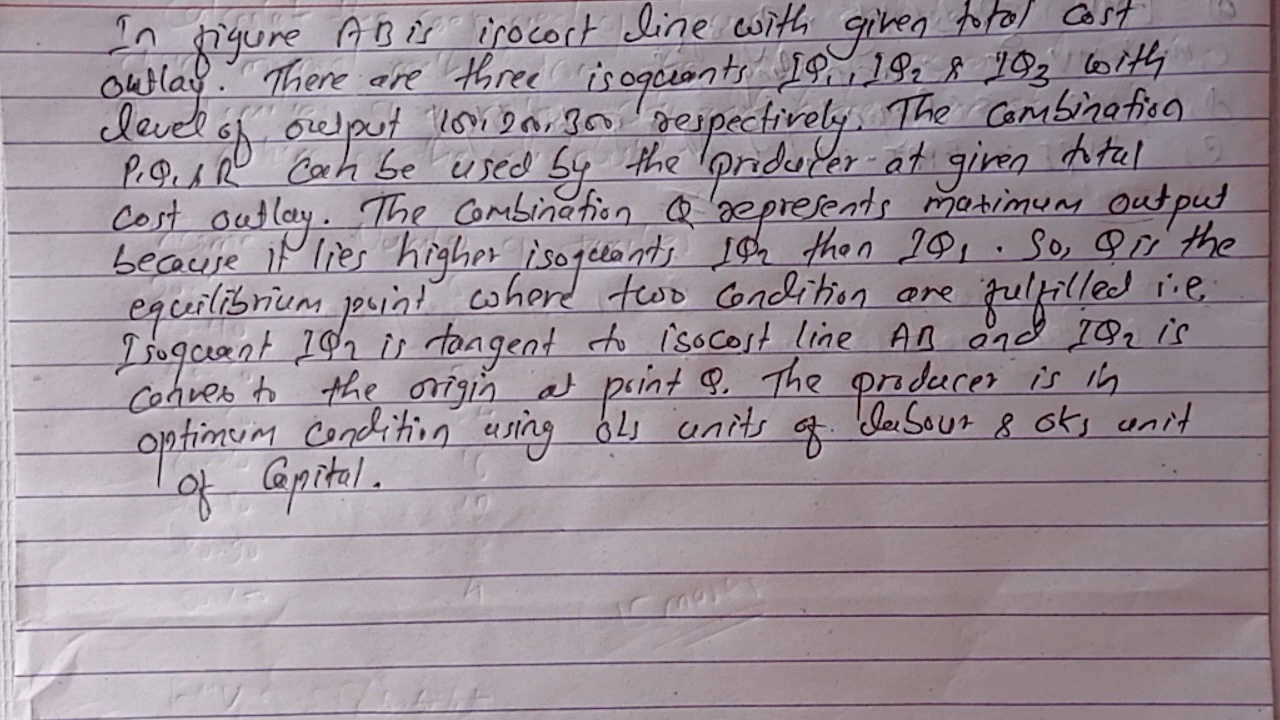 In figure AB is isocost line with given total cost
outlay. There are three isoquants IQ1, IQ2 & IQ3 with
level of output 100, 200, 300 respectively. The Combination
P, Q, & R can be used by the producer at given total
cost outlay. The Combination Q represents maximum output
because it lies higher isoquants IQ2 than IQ1. So, Q is the
equilibrium point where two condition are fulfilled i.e.
Isoquant IQ2 is tangent to isocost line AB and IQ2 is
convex to the origin at point Q. The producer is in
optimum condition using units of labour & unit
of Capital.